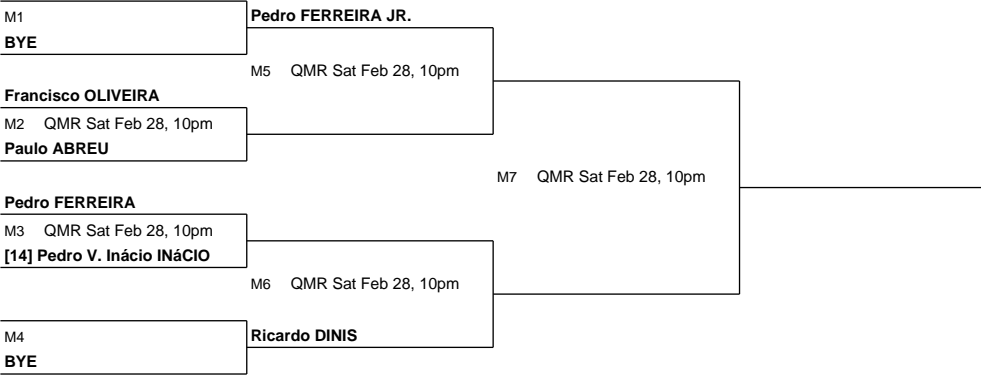 M1
Pedro FERREIRA JR.
BYE
M5 QMR Sat Feb 28, 10pm
Francisco OLIVEIRA
M2 QMR Sat Feb 28, 10pm
Paulo ABREU
M7 QMR Sat Feb 28, 10pm
Pedro FERREIRA
M3 QMR Sat Feb 28, 10pm
[14] Pedro V. Inácio INáCIO
M6 QMR Sat Feb 28, 10pm
M4
Ricardo DINIS
BYE